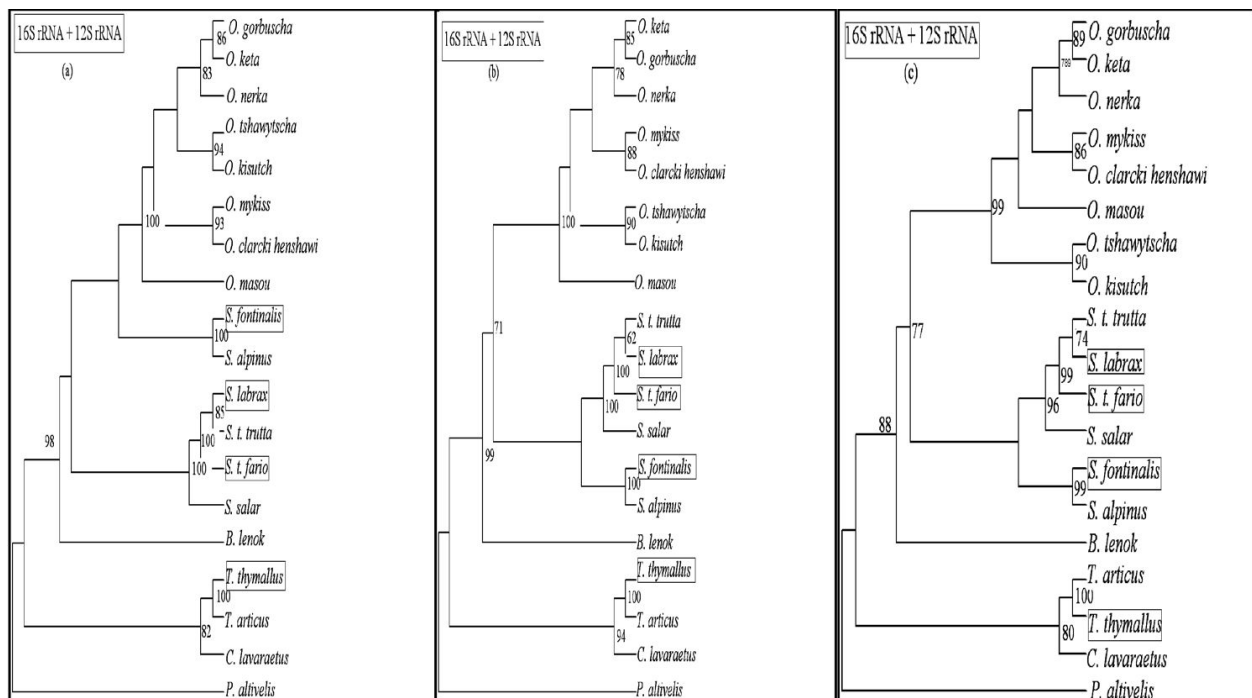 16S rRNA + 12S rRNA
(a)
O. gorbuscha
86
O. keta
83
O. nerka
O. tshawytscha
94
O. kisutch
O. mykiss
100
93
O. clarcki henshawi
O. masou
S. fontinalis
100
S. alpinus
S. labrax
85
S. t. trutta
100
98
100
S. t. fario
S. salar
B. lenok
T. thymallus
100
T. articus
82
C. lavaraetus
P. altivelis
16S rRNA + 12S rRNA
(b)
O. keta
85
O. gorbuscha
78
O. nerka
O. mykiss
88
O. clarcki henshawi
O. tshawytscha
100
90
O. kisutch
O. masou
S. t. trutta
71
62
S. labrax
100
S. t. fario
100
S. salar
99
S. fontinalis
100
S. alpinus
B. lenok
T. thymallus
100
T. articus
94
C. lavaraetus
P. altivelis
16S rRNA + 12S rRNA
(c)
O. gorbuscha
89
789
O. keta
O. nerka
O. mykiss
86
O. clarcki henshawi
99
O. masou
O. tshawytscha
90
O. kisutch
S. t. trutta
77
74
S. labrax
99
S. t. fario
96
88
S. salar
S. fontinalis
99
S. alpinus
B. lenok
T. articus
100
T. thymallus
80
C. lavaraetus
P. altivelis